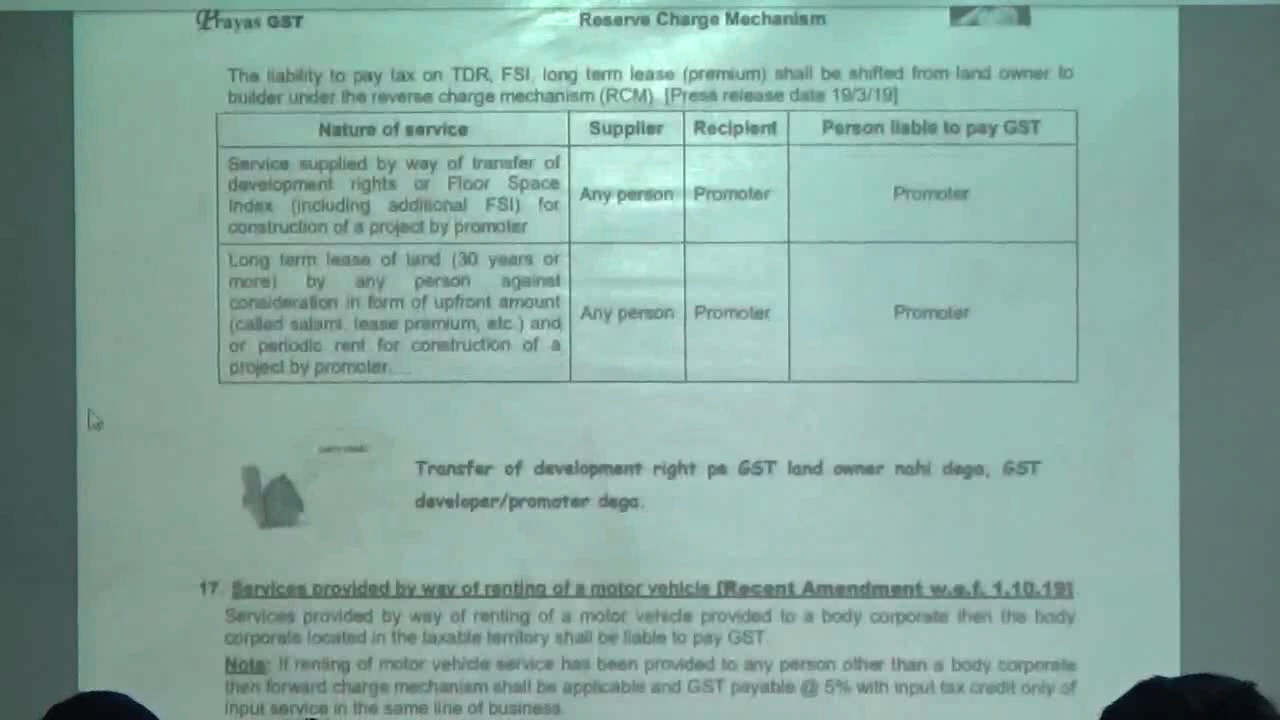 Prayas GST
Reserve Charge Mechanism
The liability to pay tax on TDR, FSI, long term lease (premium) shall be shifted from land owner to
builder under the reverse charge mechanism (RCM). [Press release date 19/3/19]
Nature of service
Supplier
Recipient
Person liable to pay GST
Service supplied by way of transfer of
development rights or Floor Space
Index (including additional FSI) for
construction of a project by promoter
Any person
Promoter
Promoter
Long term lease of land (30 years or
more) by any person against
consideration in form of upfront amount
(called salami, lease premium, etc.) and
or periodic rent for construction of a
project by promoter....
Any person
Promoter
Promoter
Transfer of development right pe GST land owner nahi dega, GST
developer/promoter dega.
17. Services provided by way of renting of a motor vehicle [Recent Amendment w.e.f. 1.10.19]
Services provided by way of renting of a motor vehicle provided to a body corporate then the body
corporate located in the taxable territory shall be liable to pay GST.
Note: If renting of motor vehicle service has been provided to any person other than a body corporate
then forward charge mechanism shall be applicable and GST payable @ 5% with input tax credit only of
input service in the same line of business.